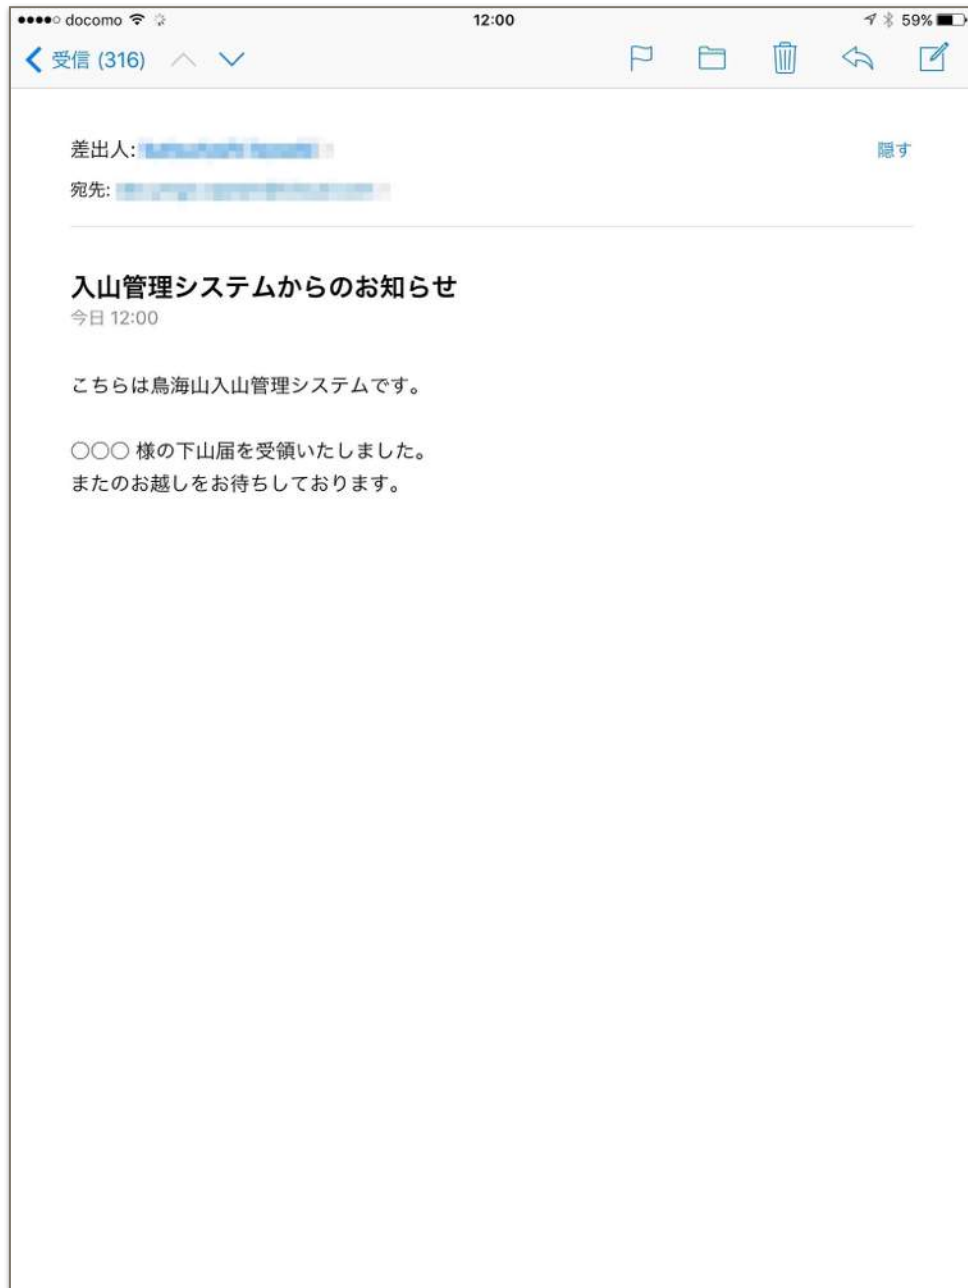 docomo 12:00 59%
受信 (316)
差出人: 隠す
宛先:
入山管理システムからのお知らせ
今日 12:00
こちらは鳥海山入山管理システムです。
〇〇〇 様の下山届を受領いたしました。
またのお越しをお待ちしております。